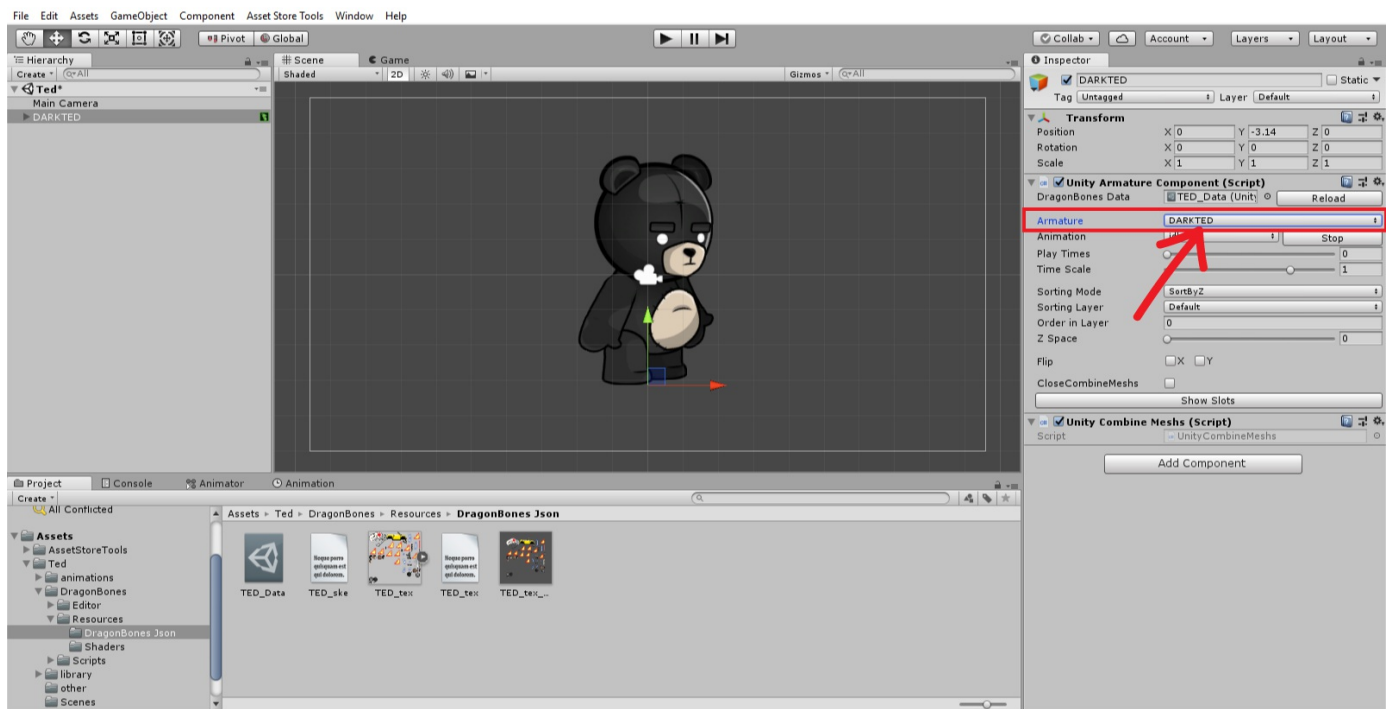 File Edit Assets GameObject Component Asset Store Tools Window Help
Pivot Global
Collab Account Layers Layout
Hierarchy
Create All
Ted*
Main Camera
DARKTED
Scene Game
Shaded 2D Gizmos All
Inspector
DARKTED Static
Tag Untagged Layer Default
Transform
Position X 0 Y -3.14 Z 0
Rotation X 0 Y 0 Z 0
Scale X 1 Y 1 Z 1
Unity Armature Component (Script)
DragonBones Data TED_Data (Unit Reload
Armature DARKTED
Animation Stop
Play Times 0
Time Scale 1
Sorting Mode SortByZ
Sorting Layer Default
Order in Layer 0
Z Space 0
Flip X Y
CloseCombineMeshs
Show Slots
Unity Combine Meshs (Script)
Script UnityCombineMeshs
Add Component
Project Console Animator Animation
Create
All Conflicted
Assets
AssetStoreTools
Ted
animations
DragonBones
Editor
Resources
DragonBones Json
Shaders
Scripts
library
other
Scenes
Assets Ted DragonBones Resources DragonBones Json
TED_Data TED_ske TED_tex TED_tex TED_tex_...